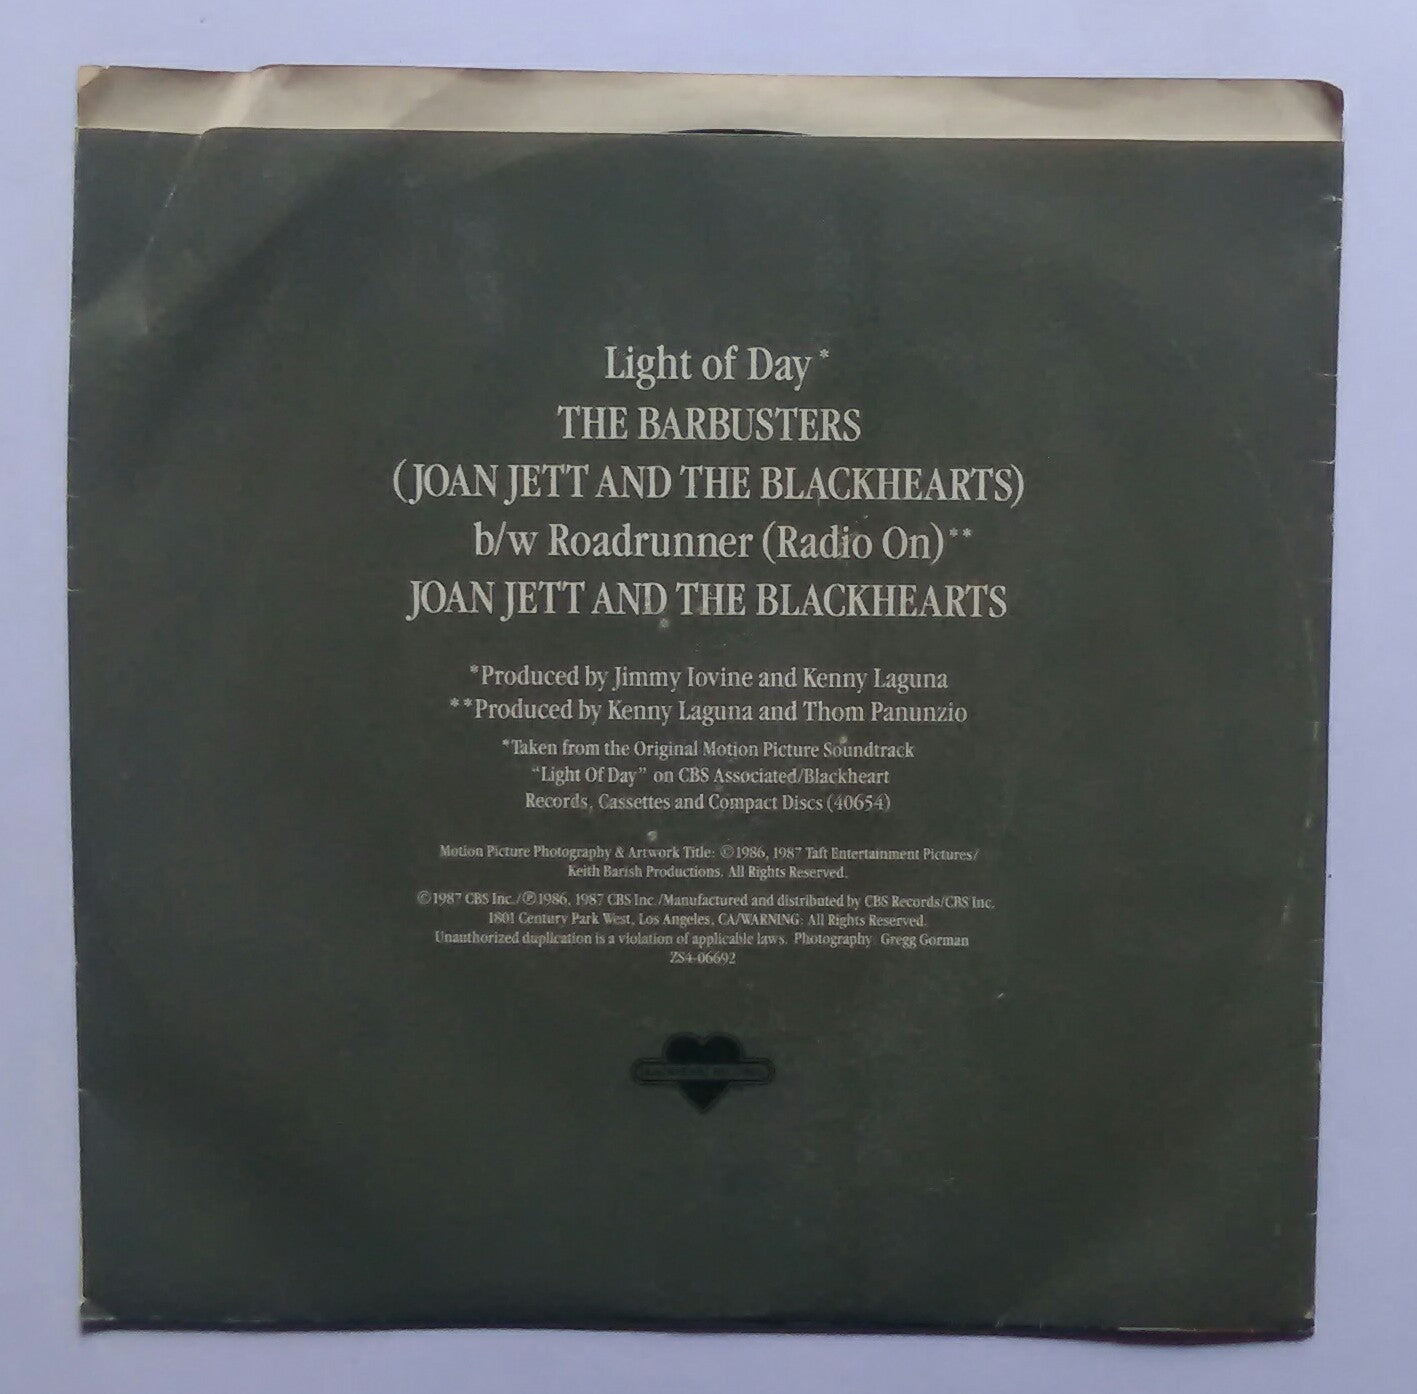 Light of Day*
THE BARBUSTERS
(JOAN JETT AND THE BLACKHEARTS)
b/w Roadrunner (Radio On)**
JOAN JETT AND THE BLACKHEARTS
*Produced by Jimmy Iovine and Kenny Laguna
**Produced by Kenny Laguna and Thom Panunzio
*Taken from the Original Motion Picture Soundtrack
"Light Of Day" on CBS Associated/Blackheart
Records, Cassettes and Compact Discs (40654)
Motion Picture Photography & Artwork Title: ©1986, 1987 Taft Entertainment Pictures/
Keith Barish Productions. All Rights Reserved.
©1987 CBS Inc./℗1986, 1987 CBS Inc./Manufactured and distributed by CBS Records/CBS Inc.
1801 Century Park West, Los Angeles, CA/WARNING: All Rights Reserved.
Unauthorized duplication is a violation of applicable laws. Photography: Gregg Gorman
ZS4-06692